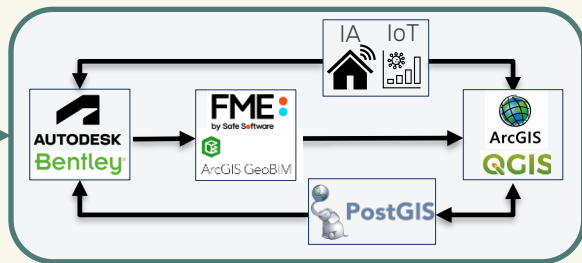 IA IoT
AUTODESK
Bentley
FME
by Safe Software
ArcGIS GeoBIM
ArcGIS
QGIS
PostGIS